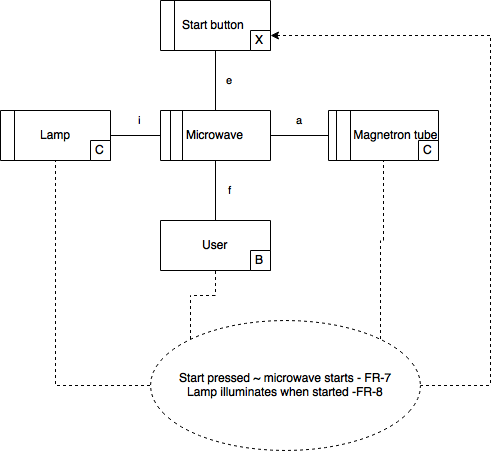 Start button
X
e
Lamp
C
i
Microwave
a
Magnetron tube
C
f
User
B
Start pressed ~ microwave starts - FR-7
Lamp illuminates when started -FR-8